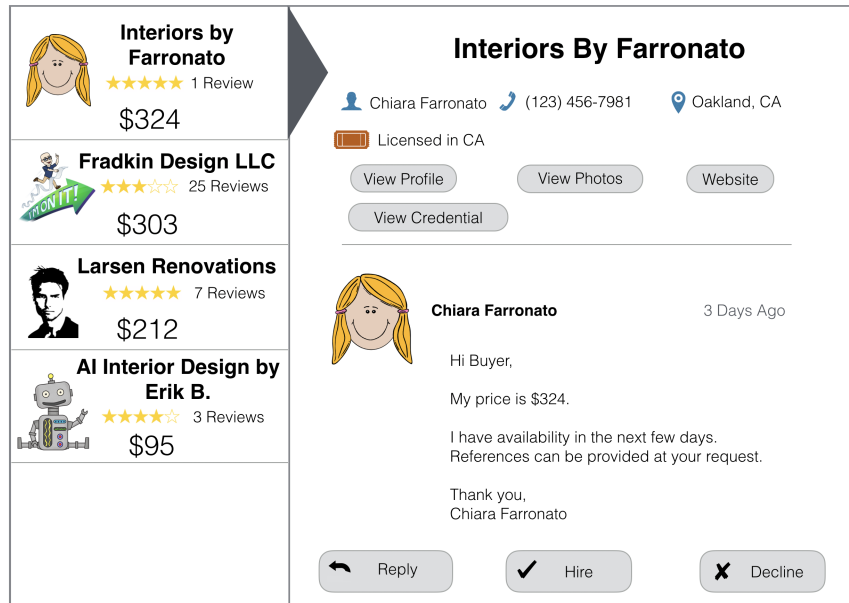 Interiors by
Farronato
1 Review
$324
Fradkin Design LLC
I'M ON IT!
25 Reviews
$303
Larsen Renovations
7 Reviews
$212
AI Interior Design by
Erik B.
3 Reviews
$95
Interiors By Farronato
Chiara Farronato (123) 456-7981 Oakland, CA
Licensed in CA
View Profile View Photos Website
View Credential
Chiara Farronato 3 Days Ago
Hi Buyer,
My price is $324.
I have availability in the next few days.
References can be provided at your request.
Thank you,
Chiara Farronato
Reply Hire Decline